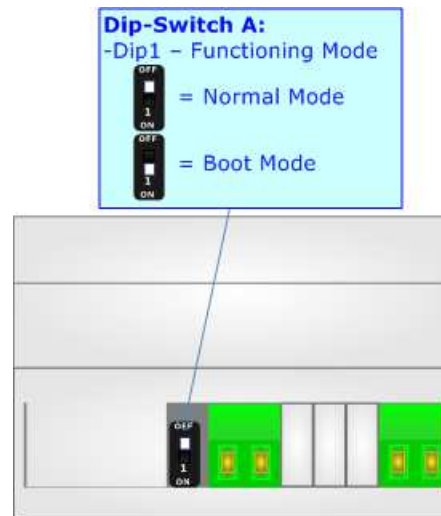 Dip-Switch A:
-Dip1 – Functioning Mode
OFF
1
ON
= Normal Mode
OFF
1
ON
= Boot Mode
OFF
1
ON